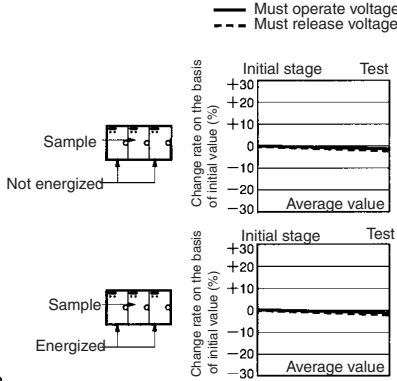 Must operate voltage
Must release voltage
Initial stage Test
Change rate on the basis
of initial value (%)
+30
+20
+10
0
−10
−20
−30
Average value
Sample
Not energized
Initial stage Test
Change rate on the basis
of initial value (%)
+30
+20
+10
0
−10
−20
−30
Average value
Sample
Energized